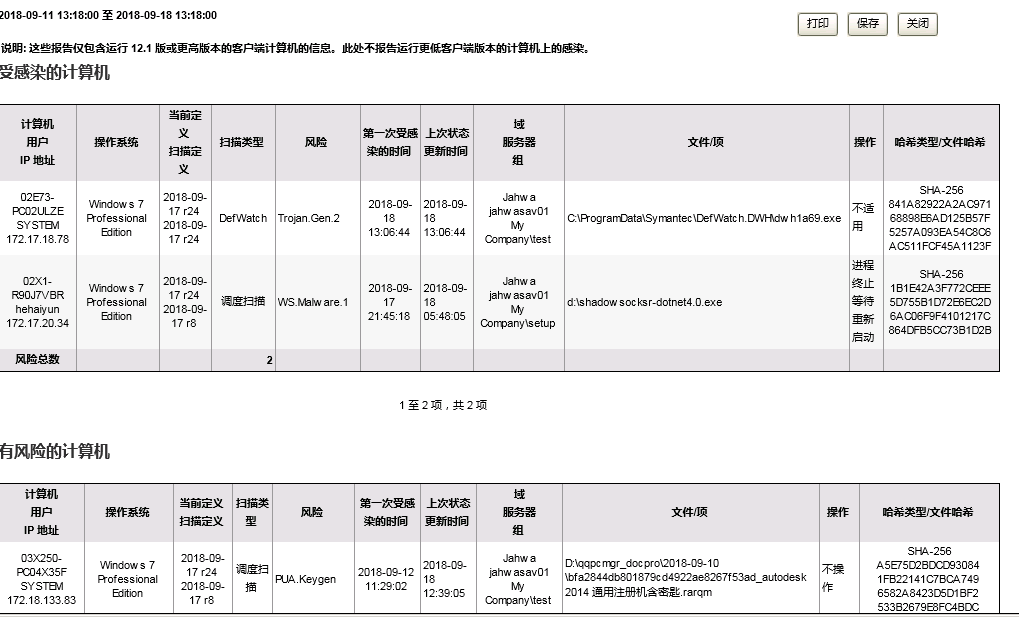 2018-09-11 13:18:00 至 2018-09-18 13:18:00
打印 保存 关闭
说明: 这些报告仅包含运行 12.1 版或更高版本的客户端计算机的信息。此处不报告运行更低客户端版本的计算机上的感染。
受感染的计算机
计算机
用户
IP 地址
操作系统
当前定
义
扫描定
义
扫描类型
风险
第一次受感
染的时间
上次状态
更新时间
域
服务器
组
文件/项
操作
哈希类型/文件哈希
02E73-
PC02ULZE
SYSTEM
172.17.18.78
Windows 7
Professional
Edition
2018-09-
17 r24
2018-09-
17 r24
DefWatch
Trojan.Gen.2
2018-09-
18
13:06:44
2018-09-
18
13:06:44
Jahwa
jahwasav01
My
Company\test
C:\ProgramData\Symantec\DefWatch.DWH\dwh1a69.exe
不适
用
SHA-256
841A82922A2AC971
68898E6AD125B57F
5257A093EA54C8C6
AC511FCF45A1123F
02X1-
R90J7VBR
hehaiyun
172.17.20.34
Windows 7
Professional
Edition
2018-09-
17 r24
2018-09-
17 r8
调度扫描
WS.Malware.1
2018-09-
17
21:45:18
2018-09-
18
05:48:05
Jahwa
jahwasav01
My
Company\setup
d:\shadowsocksr-dotnet4.0.exe
进程
终止
等待
重新
启动
SHA-256
1B1E42A3F772CEEE
5D755B1D72E6EC2D
6AC06F9F4101217C
864DFB5CC73B1D2B
风险总数 2
1 至 2 项，共 2 项
有风险的计算机
计算机
用户
IP 地址
操作系统
当前定义
扫描定义
扫描类
型
风险
第一次受感
染的时间
上次状态
更新时间
域
服务器
组
文件/项
操作
哈希类型/文件哈希
03X250-
PC04X35F
SYSTEM
172.18.133.83
Windows 7
Professional
Edition
2018-09-
17 r24
2018-09-
17 r8
调度扫
描
PUA.Keygen
2018-09-12
11:29:02
2018-09-
18
12:39:05
Jahwa
jahwasav01
My
Company\test
D:\qqpcmgr_docpro\2018-09-10
\bfa2844db801879cd4922ae8267f53ad_autodesk
2014 通用注册机含密匙.rarqm
不操
作
SHA-256
A5E75D2BDCD93084
1FB22141C7BCA749
6582A8423D5D1BF2
533B2679E8FC4BDC